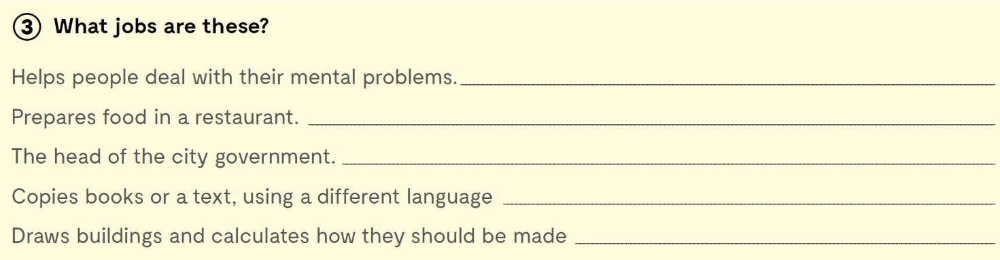 3 What jobs are these?
Helps people deal with their mental problems.
Prepares food in a restaurant.
The head of the city government.
Copies books or a text, using a different language
Draws buildings and calculates how they should be made